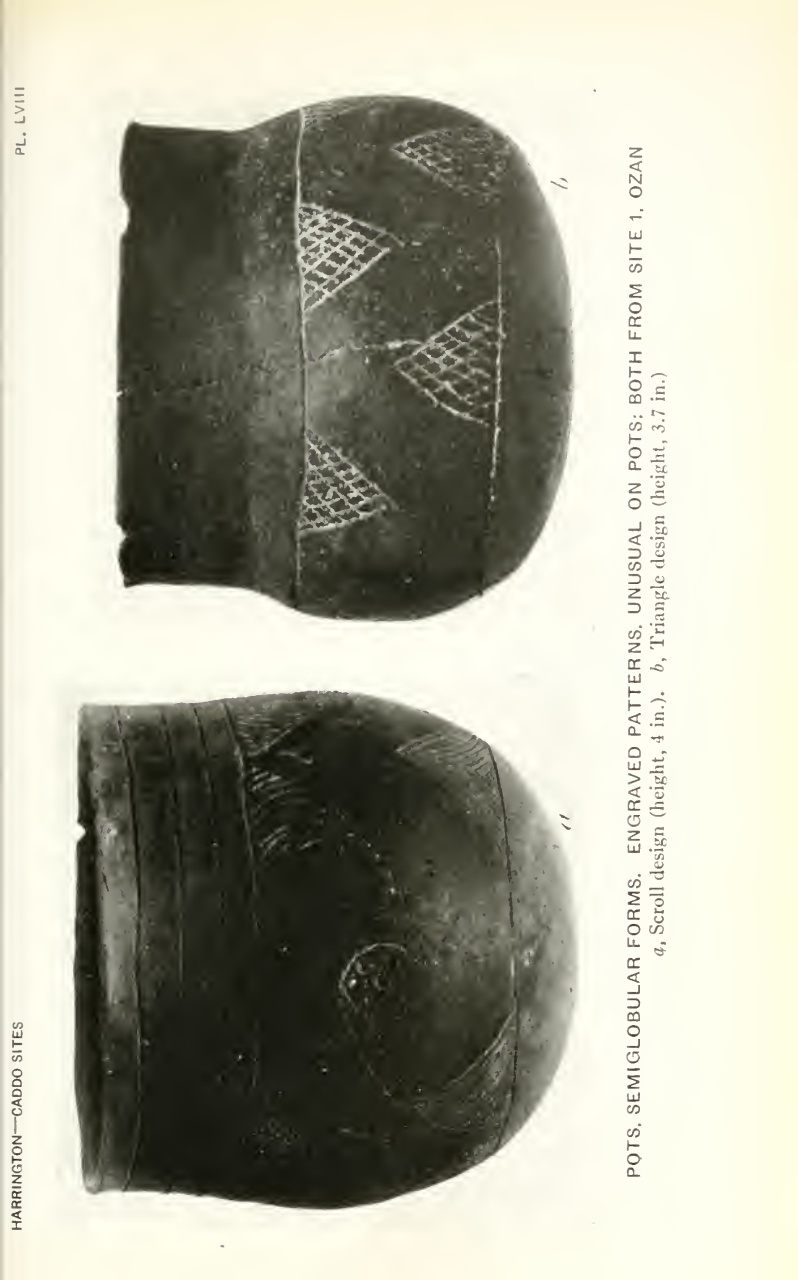 HARRINGTON—CADDO SITES
PL. LVIII
a
b
POTS, SEMIGLOBULAR FORMS. ENGRAVED PATTERNS, UNUSUAL ON POTS; BOTH FROM SITE 1, OZAN
a, Scroll design (height, 4 in.). b, Triangle design (height, 3.7 in.)